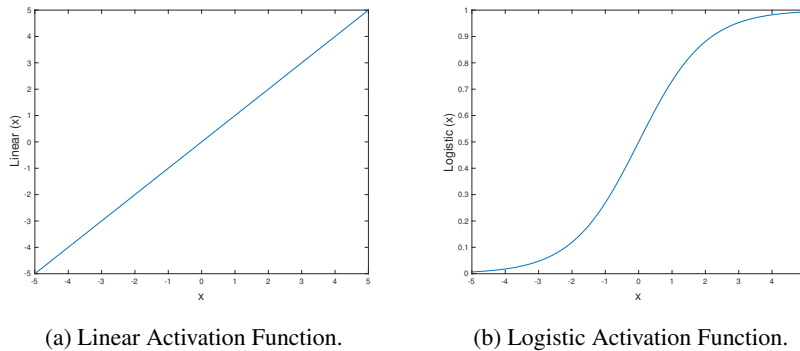 5
4
3
2
1
0
-1
-2
-3
-4
-5
Linear (x)
-5 -4 -3 -2 -1 0 1 2 3 4 5
x
(a) Linear Activation Function.
1
0.9
0.8
0.7
0.6
0.5
0.4
0.3
0.2
0.1
0
Logistic (x)
-5 -4 -3 -2 -1 0 1 2 3 4
x
(b) Logistic Activation Function.